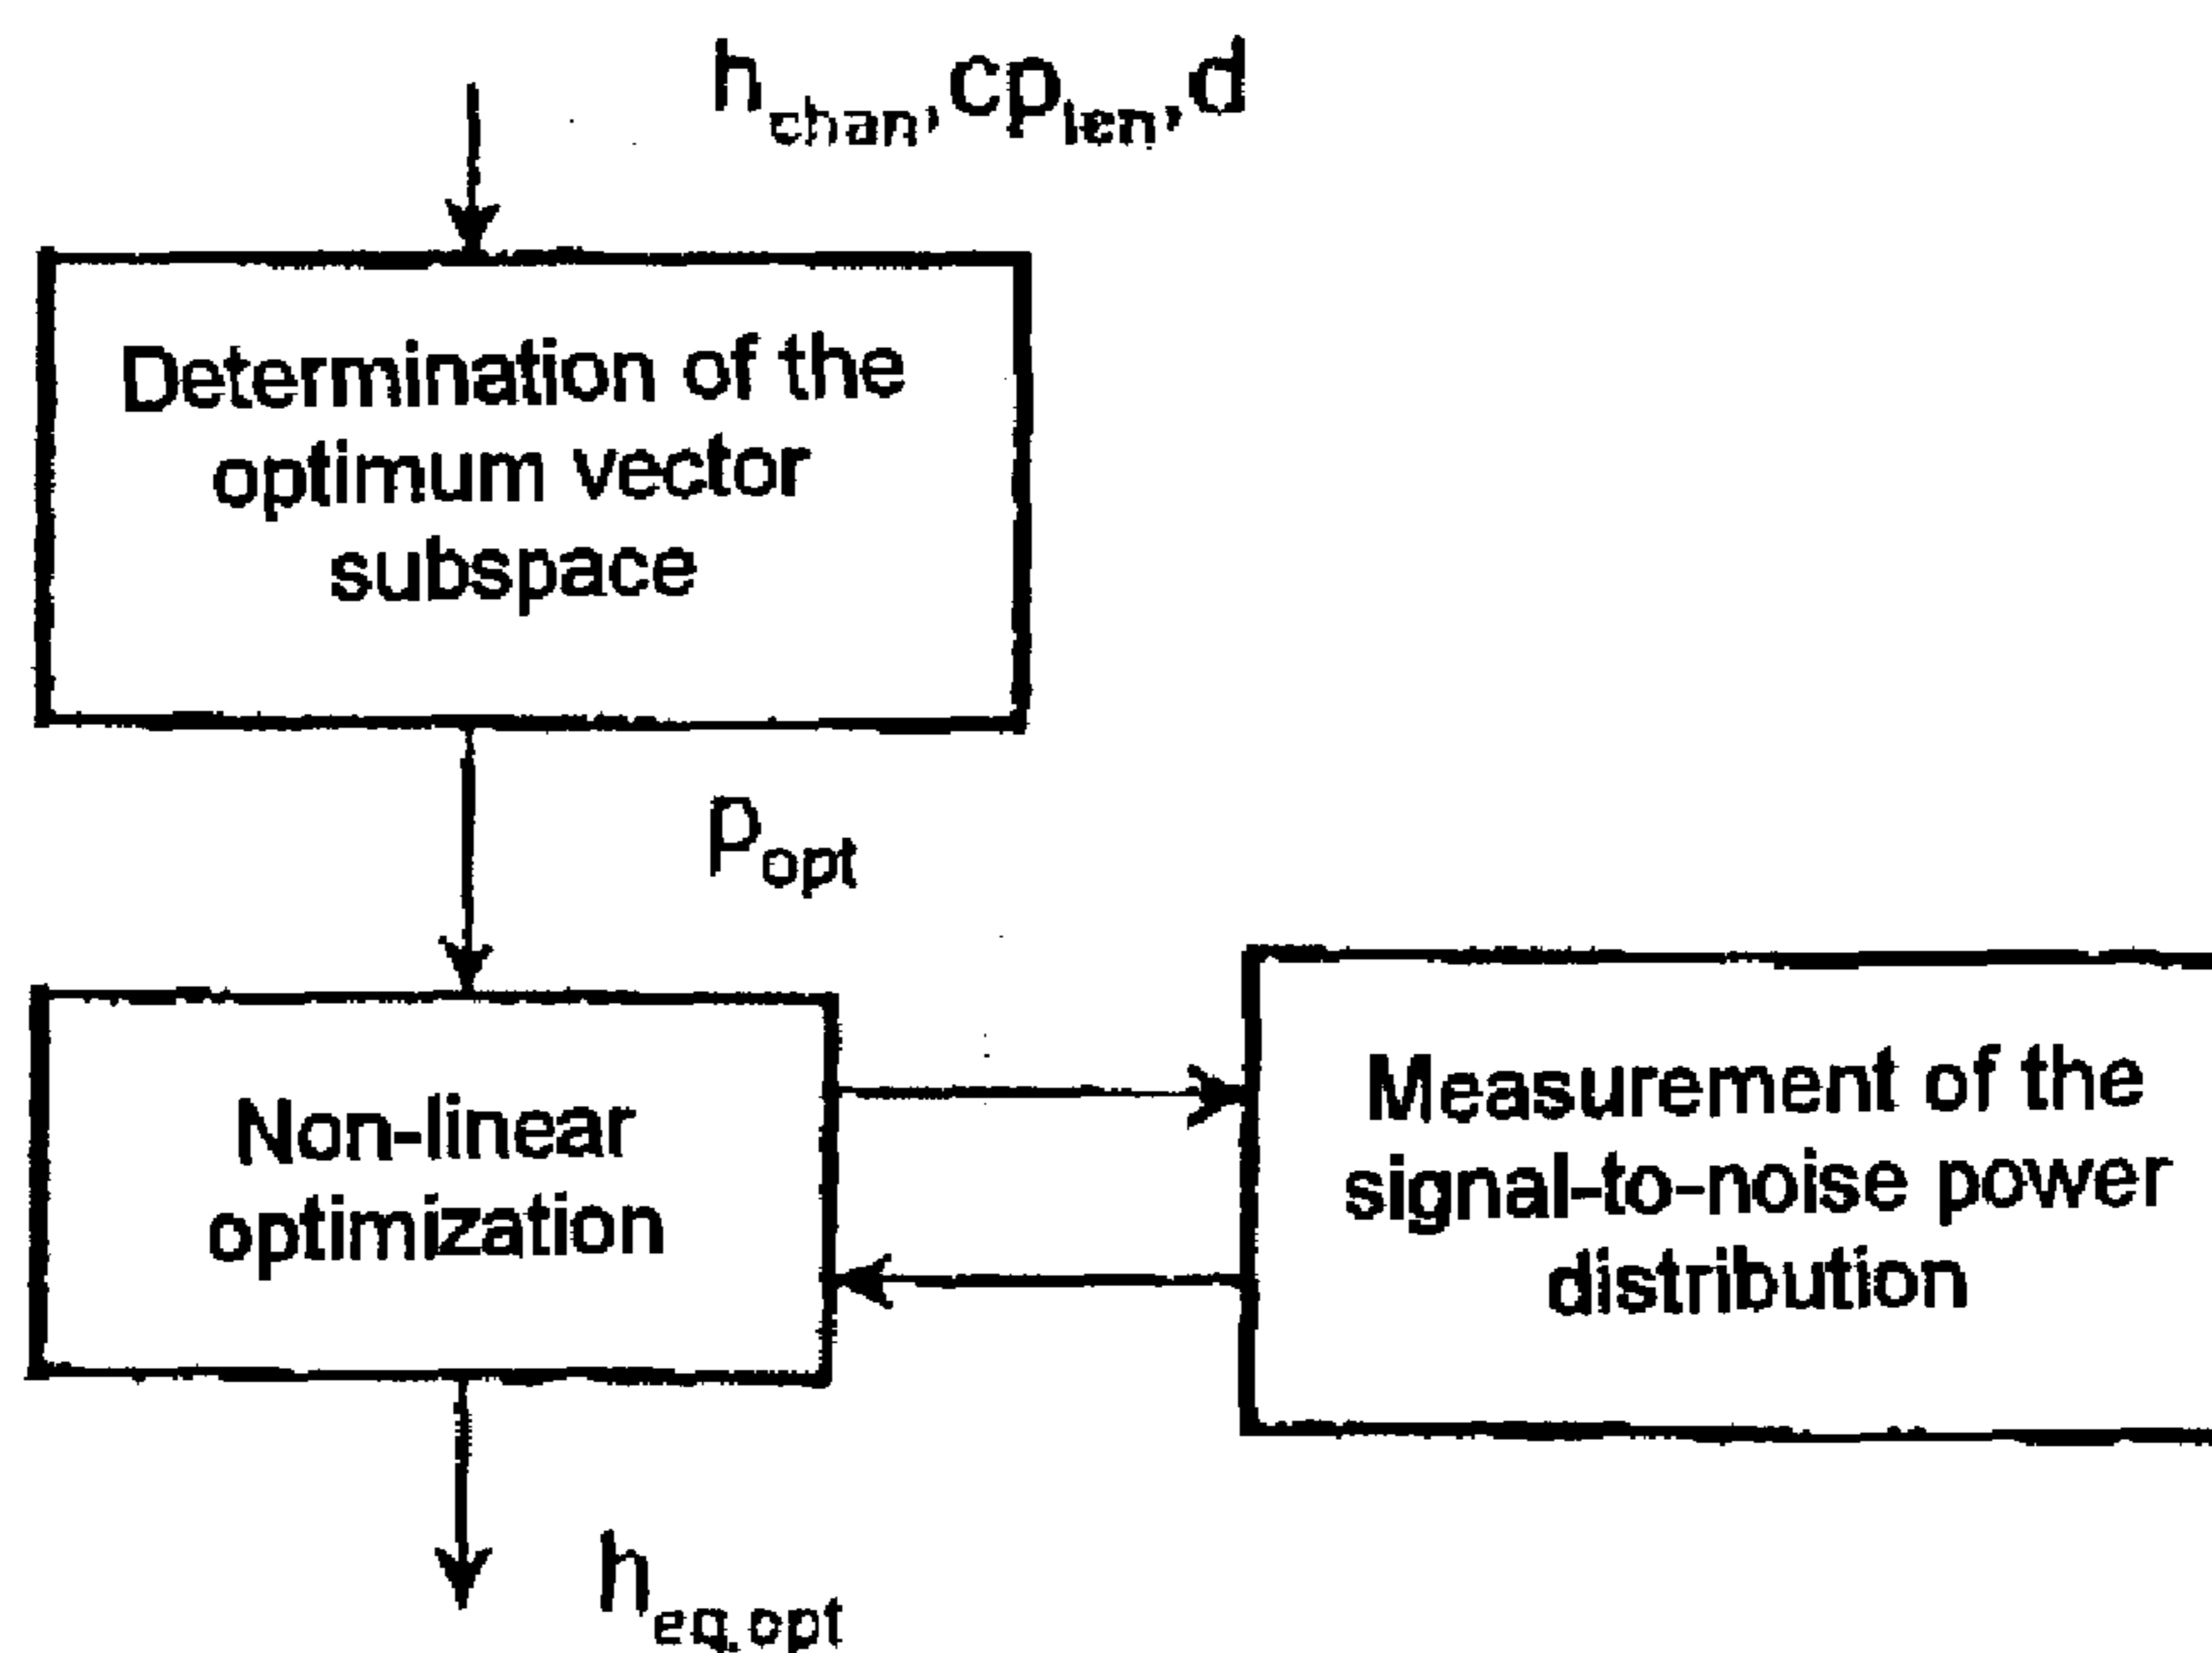 h_chan, cp_len, d
Determination of the
optimum vector
subspace
p_opt
Non-linear
optimization
Measurement of the
signal-to-noise power
distribution
h_eq,opt